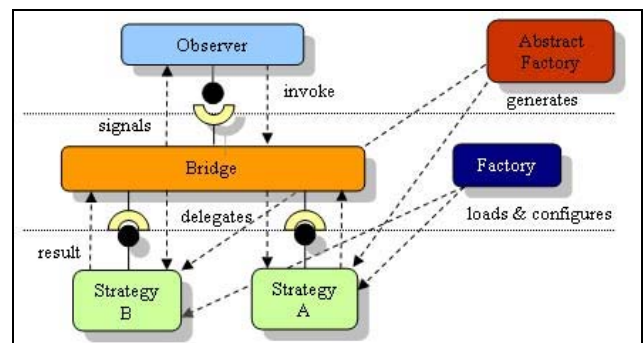 Observer
Abstract
Factory
invoke
generates
signals
Bridge
Factory
delegates
loads & configures
result
Strategy
B
Strategy
A